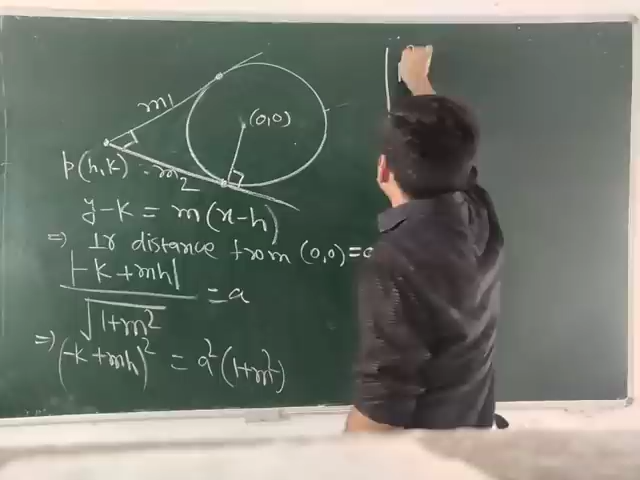 m₁
(0,0)
P(h,k) m₂
y-k = m(x-h)
=> ⊥r distance from (0,0)=a
|-k+mh| / √1+m² = a
=> (-k+mh)² = a²(1+m²)